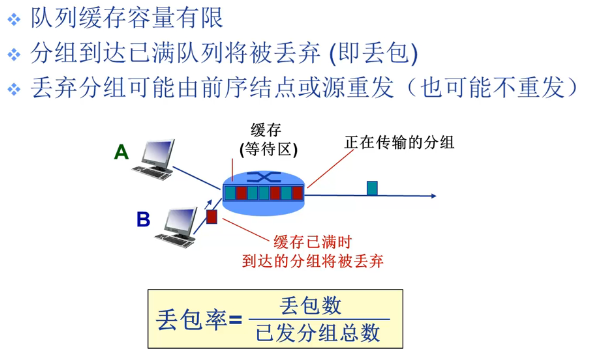 队列缓存容量有限
分组到达已满队列将被丢弃 (即丢包)
丢弃分组可能由前序结点或源重发（也可能不重发）
缓存
(等待区)
正在传输的分组
A
B
缓存已满时
到达的分组将被丢弃
丢包率=
丢包数
已发分组总数